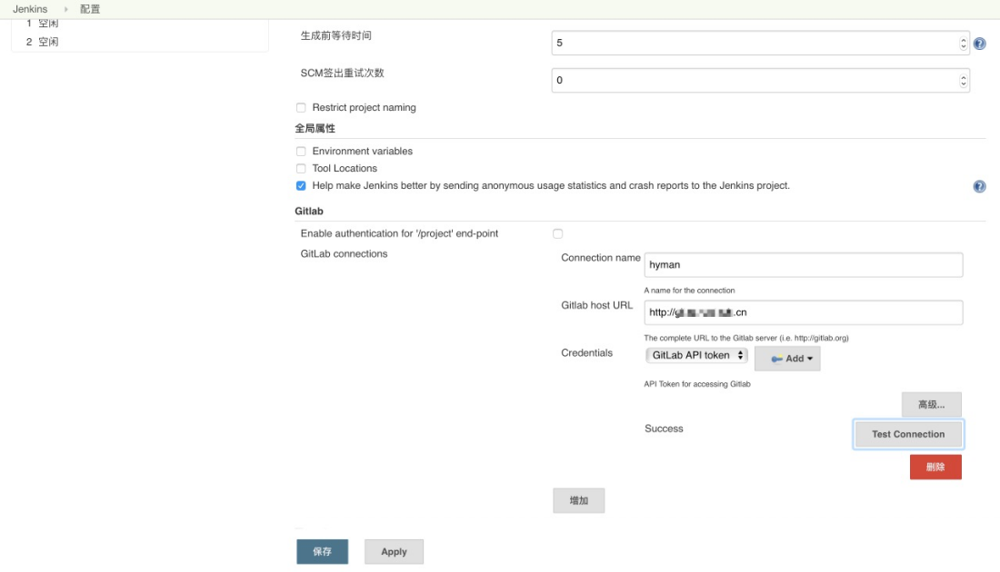 Jenkins 配置
1 空闲
2 空闲
生成前等待时间
5
SCM签出重试次数
0
Restrict project naming
全局属性
Environment variables
Tool Locations
Help make Jenkins better by sending anonymous usage statistics and crash reports to the Jenkins project.
Gitlab
Enable authentication for '/project' end-point
GitLab connections
Connection name
hyman
A name for the connection
Gitlab host URL
http://
.cn
The complete URL to the Gitlab server (i.e. http://gitlab.org)
Credentials
GitLab API token
Add
API Token for accessing Gitlab
高级...
Success
Test Connection
删除
增加
保存
Apply